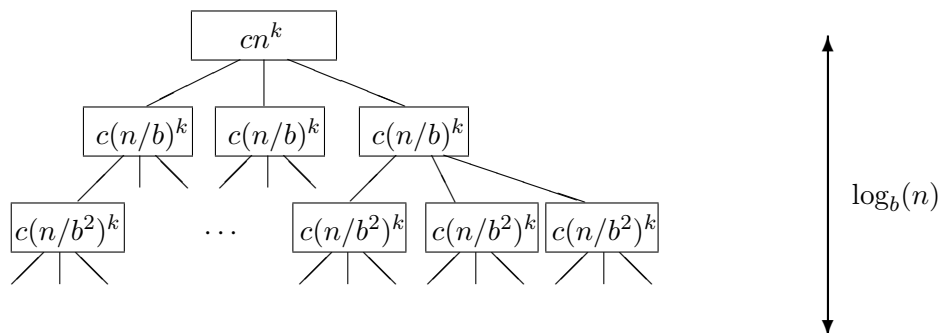 cn^k
c(n/b)^k c(n/b)^k c(n/b)^k
log_b(n)
c(n/b^2)^k ... c(n/b^2)^k c(n/b^2)^k c(n/b^2)^k